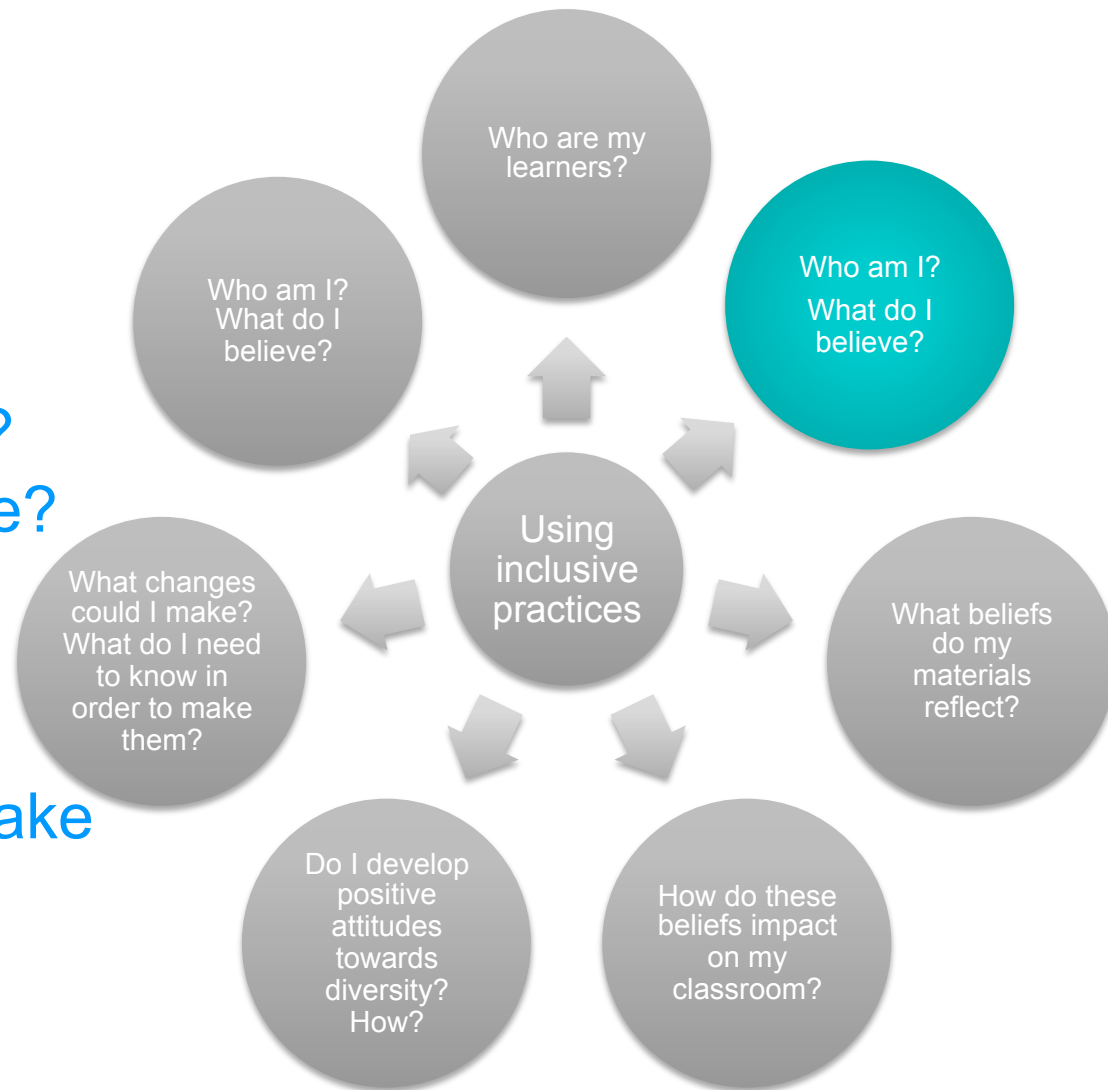 Who are my
learners?
Who am I?
What do I
believe?
What beliefs
do my
materials
reflect?
How do these
beliefs impact
on my
classroom?
Do I develop
positive
attitudes
towards
diversity?
How?
What changes
could I make?
What do I need
to know in
order to make
them?
Who am I?
What do I
believe?
Using
inclusive
practices
?
e?
ake